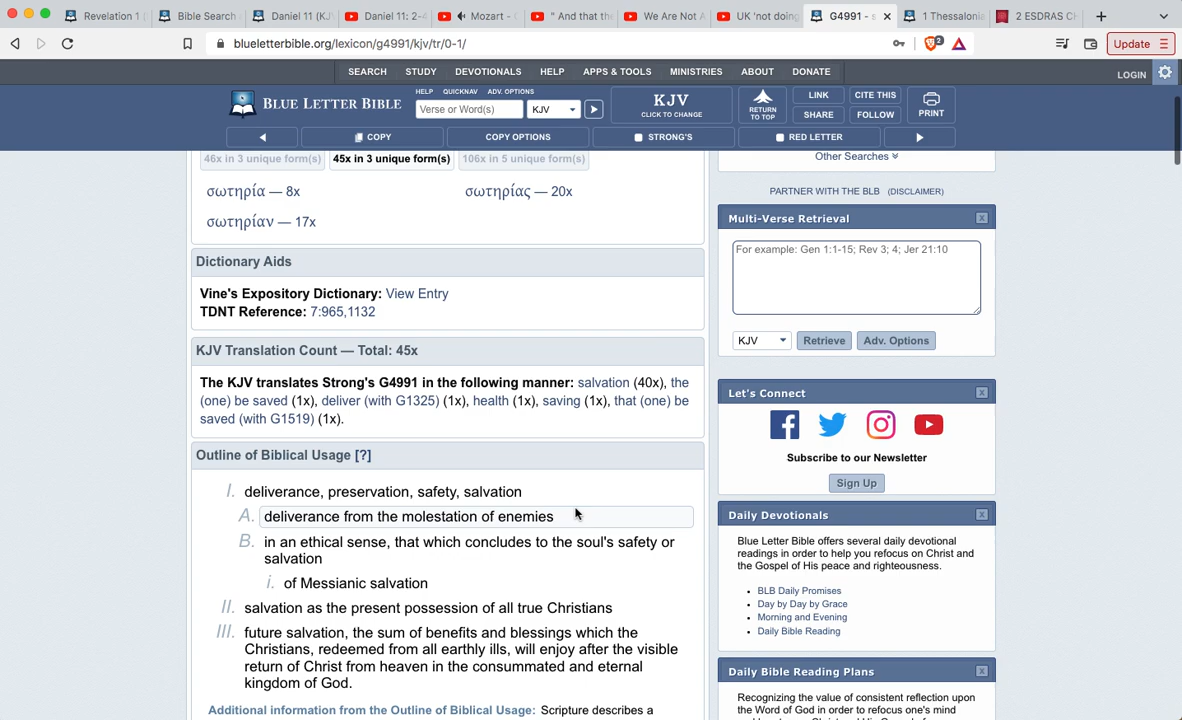 Revelation 1 (
Bible Search
Daniel 11 (KJ
Daniel 11; 2-4
Mozart -
" And that th
We Are Not A
UK 'not doing
G4991 - s
1 Thessaloni
2 ESDRAS CH
blueletterbible.org/lexicon/g4991/kjv/tr/0-1/
2
Update
SEARCH STUDY DEVOTIONALS HELP APPS & TOOLS MINISTRIES ABOUT DONATE
LOGIN
BLUE LETTER BIBLE
HELP QUICKNAV ADV. OPTIONS
Verse or Word(s)
KJV
KJV
CLICK TO CHANGE
RETURN
TO TOP
LINK
CITE THIS
SHARE
FOLLOW
PRINT
COPY
COPY OPTIONS
STRONG'S
RED LETTER
46x in 3 unique form(s)
45x in 3 unique form(s)
106x in 5 unique form(s)
σωτηρία — 8x
σωτηρίας — 20x
σωτηρίαν — 17x
Dictionary Aids
Vine's Expository Dictionary: View Entry
TDNT Reference: 7:965,1132
KJV Translation Count — Total: 45x
The KJV translates Strong's G4991 in the following manner: salvation (40x), the
(one) be saved (1x), deliver (with G1325) (1x), health (1x), saving (1x), that (one) be
saved (with G1519) (1x).
Outline of Biblical Usage [?]
I. deliverance, preservation, safety, salvation
A. deliverance from the molestation of enemies
B. in an ethical sense, that which concludes to the soul's safety or
salvation
i. of Messianic salvation
II. salvation as the present possession of all true Christians
III. future salvation, the sum of benefits and blessings which the
Christians, redeemed from all earthly ills, will enjoy after the visible
return of Christ from heaven in the consummated and eternal
kingdom of God.
Additional information from the Outline of Biblical Usage: Scripture describes a
Other Searches
PARTNER WITH THE BLB (DISCLAIMER)
Multi-Verse Retrieval
For example: Gen 1:1-15; Rev 3; 4; Jer 21:10
KJV
Retrieve
Adv. Options
Let's Connect
Subscribe to our Newsletter
Sign Up
Daily Devotionals
Blue Letter Bible offers several daily devotional
readings in order to help you refocus on Christ and
the Gospel of His peace and righteousness.
• BLB Daily Promises
• Day by Day by Grace
• Morning and Evening
• Daily Bible Reading
Daily Bible Reading Plans
Recognizing the value of consistent reflection upon
the Word of God in order to refocus one's mind